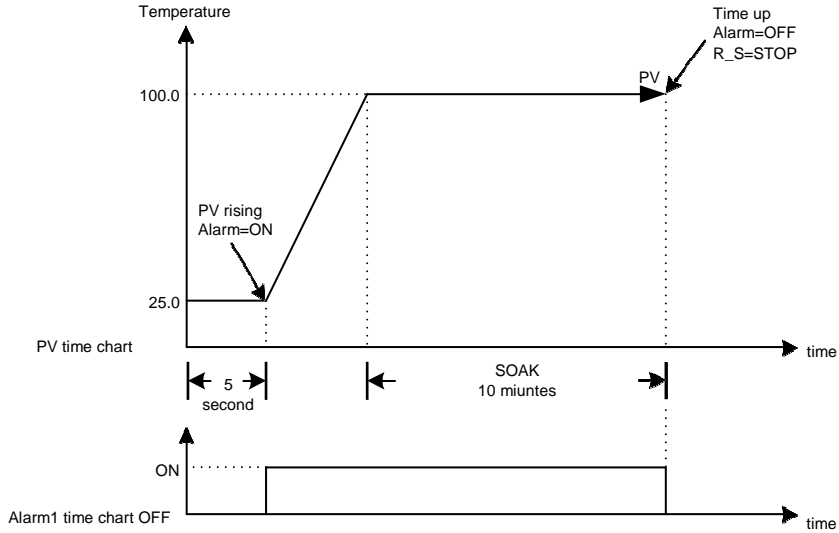 Temperature
Time up
Alarm=OFF
R_S=STOP
PV
100.0
PV rising
Alarm=ON
25.0
PV time chart
time
5
second
SOAK
10 miuntes
ON
Alarm1 time chart OFF
time